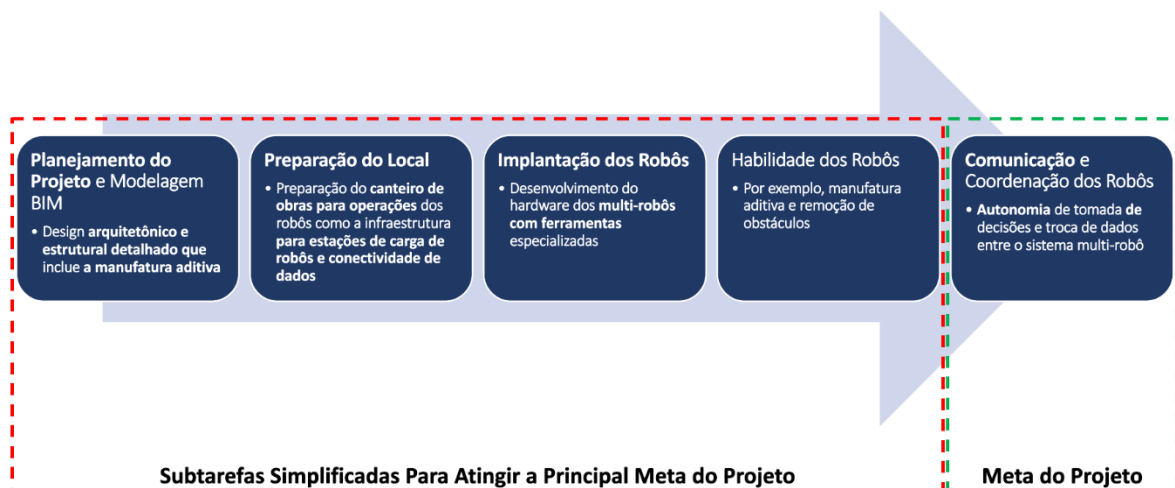 Planejamento do
Projeto e Modelagem
BIM
• Design arquitetônico e
estrutural detalhado que
inclue a manufatura aditiva
Preparação do Local
• Preparação do canteiro de
obras para operações dos
robôs como a infraestrutura
para estações de carga de
robôs e conectividade de
dados
Implantação dos Robôs
• Desenvolvimento do
hardware dos multi-robôs
com ferramentas
especializadas
Habilidade dos Robôs
• Por exemplo, manufatura
aditiva e remoção de
obstáculos
Comunicação e
Coordenação dos Robôs
• Autonomia de tomada de
decisões e troca de dados
entre o sistema multi-robô
Subtarefas Simplificadas Para Atingir a Principal Meta do Projeto
Meta do Projeto